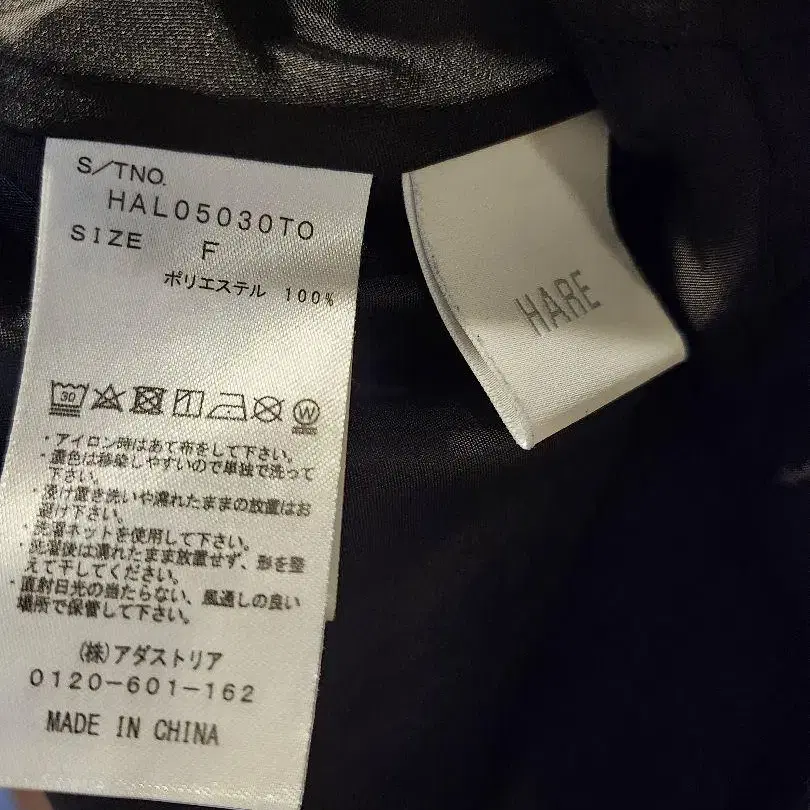 S/TNO.
HAL05030TO
SIZE F
ポリエステル 100%
30
W
・アイロン時はあて布をして下さい。
・濃色は移染しやすいので単独で洗って
下さい。
・浸け置き洗いや濡れたままの放置はお
避け下さい。
・洗濯ネットを使用して下さい。
・洗濯後は濡れたまま放置せず、形を整
えて干してください。
・直射日光の当たらない、風通しの良い
場所で保管して下さい。
(株)アダストリア
0120-601-162
MADE IN CHINA
HARE